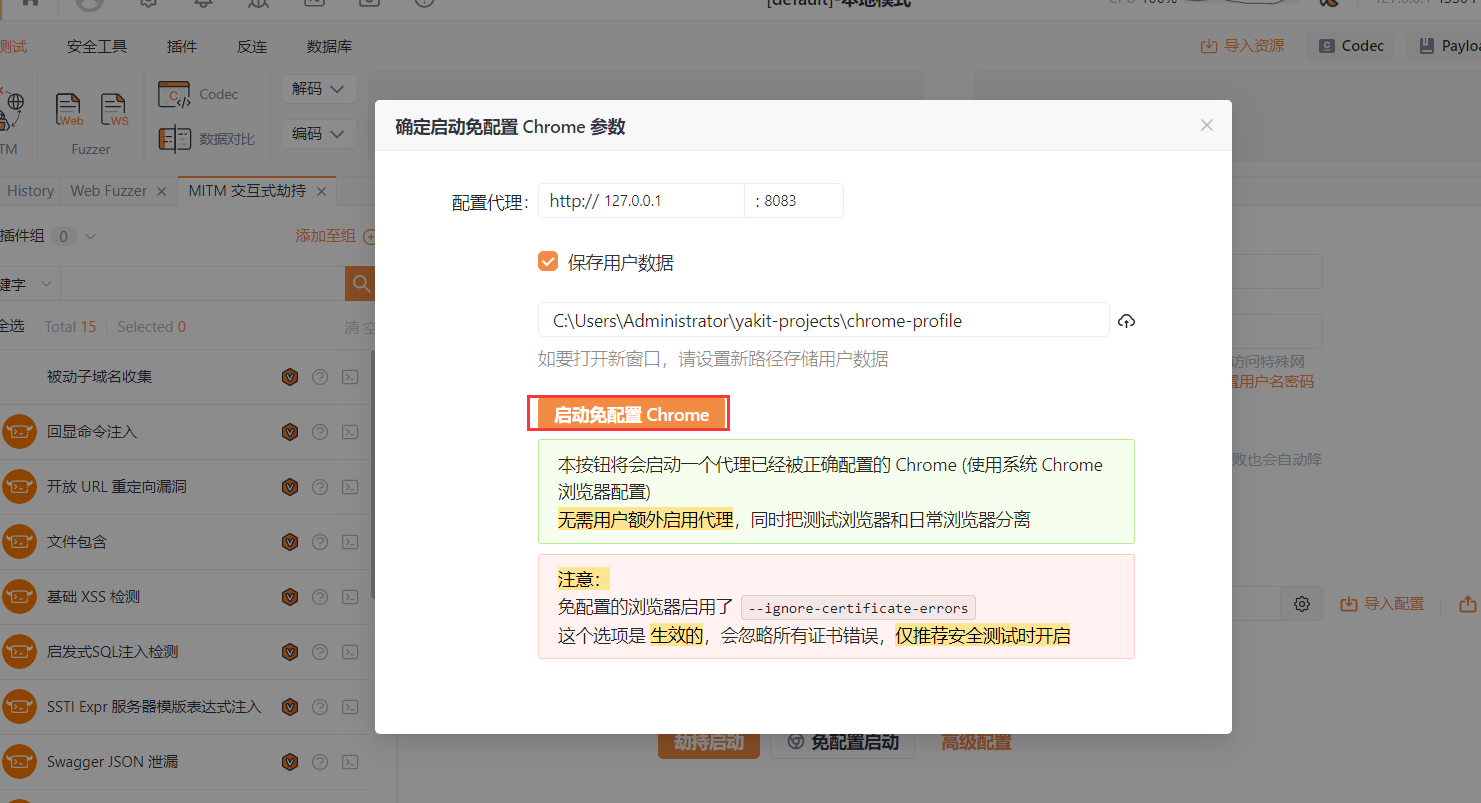 [default]-本地模式
CPU 100%
测试
安全工具
插件
反连
数据库
导入资源
Codec
TM
Web
WS
Fuzzer
Codec
数据对比
解码
编码
History
Web Fuzzer
MITM 交互式劫持
插件组 0
添加至组
键字
全选
Total 15
Selected 0
清空
被动子域名收集
回显命令注入
开放 URL 重定向漏洞
文件包含
基础 XSS 检测
启发式SQL注入检测
SSTI Expr 服务器模版表达式注入
Swagger JSON 泄漏
确定启动免配置 Chrome 参数
配置代理:
http:// 127.0.0.1
: 8083
保存用户数据
C:\Users\Administrator\yakit-projects\chrome-profile
如要打开新窗口，请设置新路径存储用户数据
启动免配置 Chrome
本按钮将会启动一个代理已经被正确配置的 Chrome (使用系统 Chrome
浏览器配置)
无需用户额外启用代理，同时把测试浏览器和日常浏览器分离
注意：
免配置的浏览器启用了 --ignore-certificate-errors
这个选项是 生效的，会忽略所有证书错误，仅推荐安全测试时开启
访问特殊网
置用户名密码
败也会自动降
导入配置
劫持启动
免配置启动
高级配置